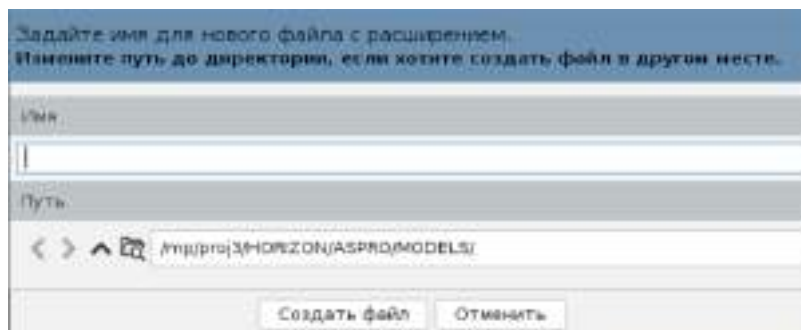 Задайте имя для нового файла с расширением.
Измените путь до директории, если хотите создать файл в другом месте.
Имя
Путь
/mp/proj3/HORIZON/ASPRO/MODELS/
Создать файл Отменить